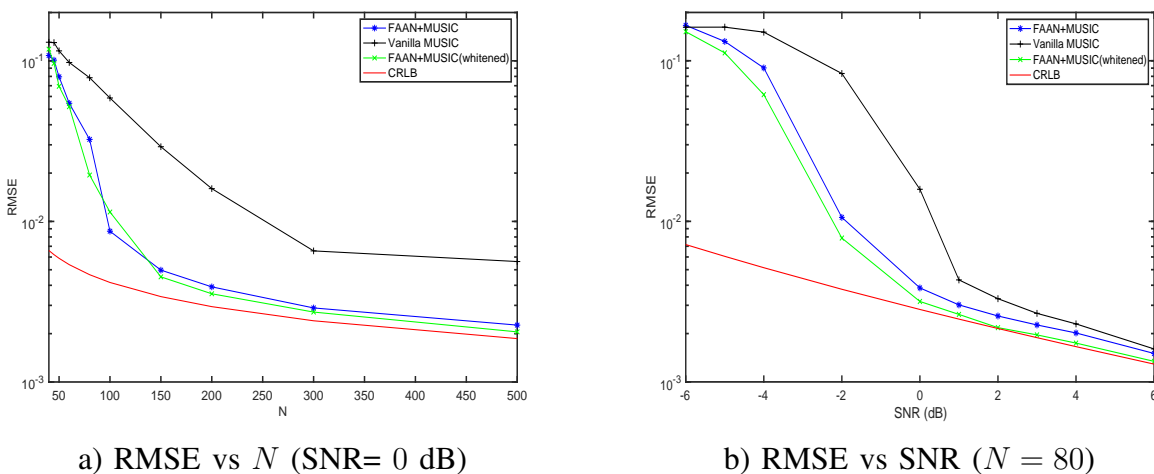 FAAN+MUSIC
Vanilla MUSIC
FAAN+MUSIC(whitened)
CRLB
10^-1
10^-2
10^-3
RMSE
50 100 150 200 250 300 350 400 450 500
N
a) RMSE vs N (SNR= 0 dB)
FAAN+MUSIC
Vanilla MUSIC
FAAN+MUSIC(whitened)
CRLB
10^-1
10^-2
10^-3
RMSE
-6 -4 -2 0 2 4 6
SNR (dB)
b) RMSE vs SNR (N = 80)